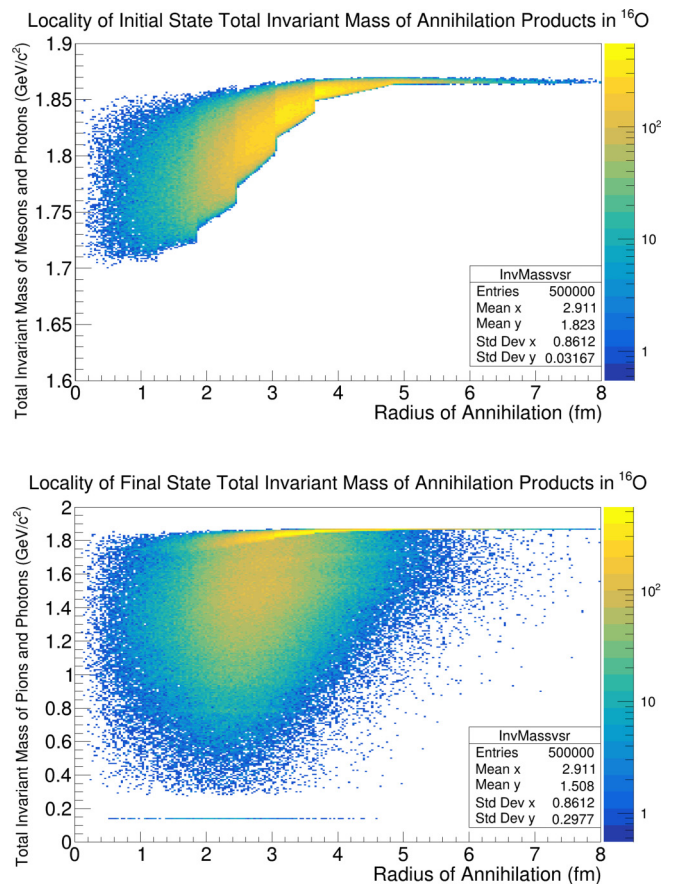 Locality of Initial State Total Invariant Mass of Annihilation Products in ¹⁶O
Total Invariant Mass of Mesons and Photons (GeV/c²)
1.9
1.85
1.8
1.75
1.7
1.65
1.6
0 1 2 3 4 5 6 7 8
Radius of Annihilation (fm)
10²
10
1
InvMassvsr
Entries 500000
Mean x 2.911
Mean y 1.823
Std Dev x 0.8612
Std Dev y 0.03167
Locality of Final State Total Invariant Mass of Annihilation Products in ¹⁶O
Total Invariant Mass of Pions and Photons (GeV/c²)
2
1.8
1.6
1.4
1.2
1
0.8
0.6
0.4
0.2
0
0 1 2 3 4 5 6 7 8
Radius of Annihilation (fm)
10²
10
1
InvMassvsr
Entries 500000
Mean x 2.911
Mean y 1.508
Std Dev x 0.8612
Std Dev y 0.2977